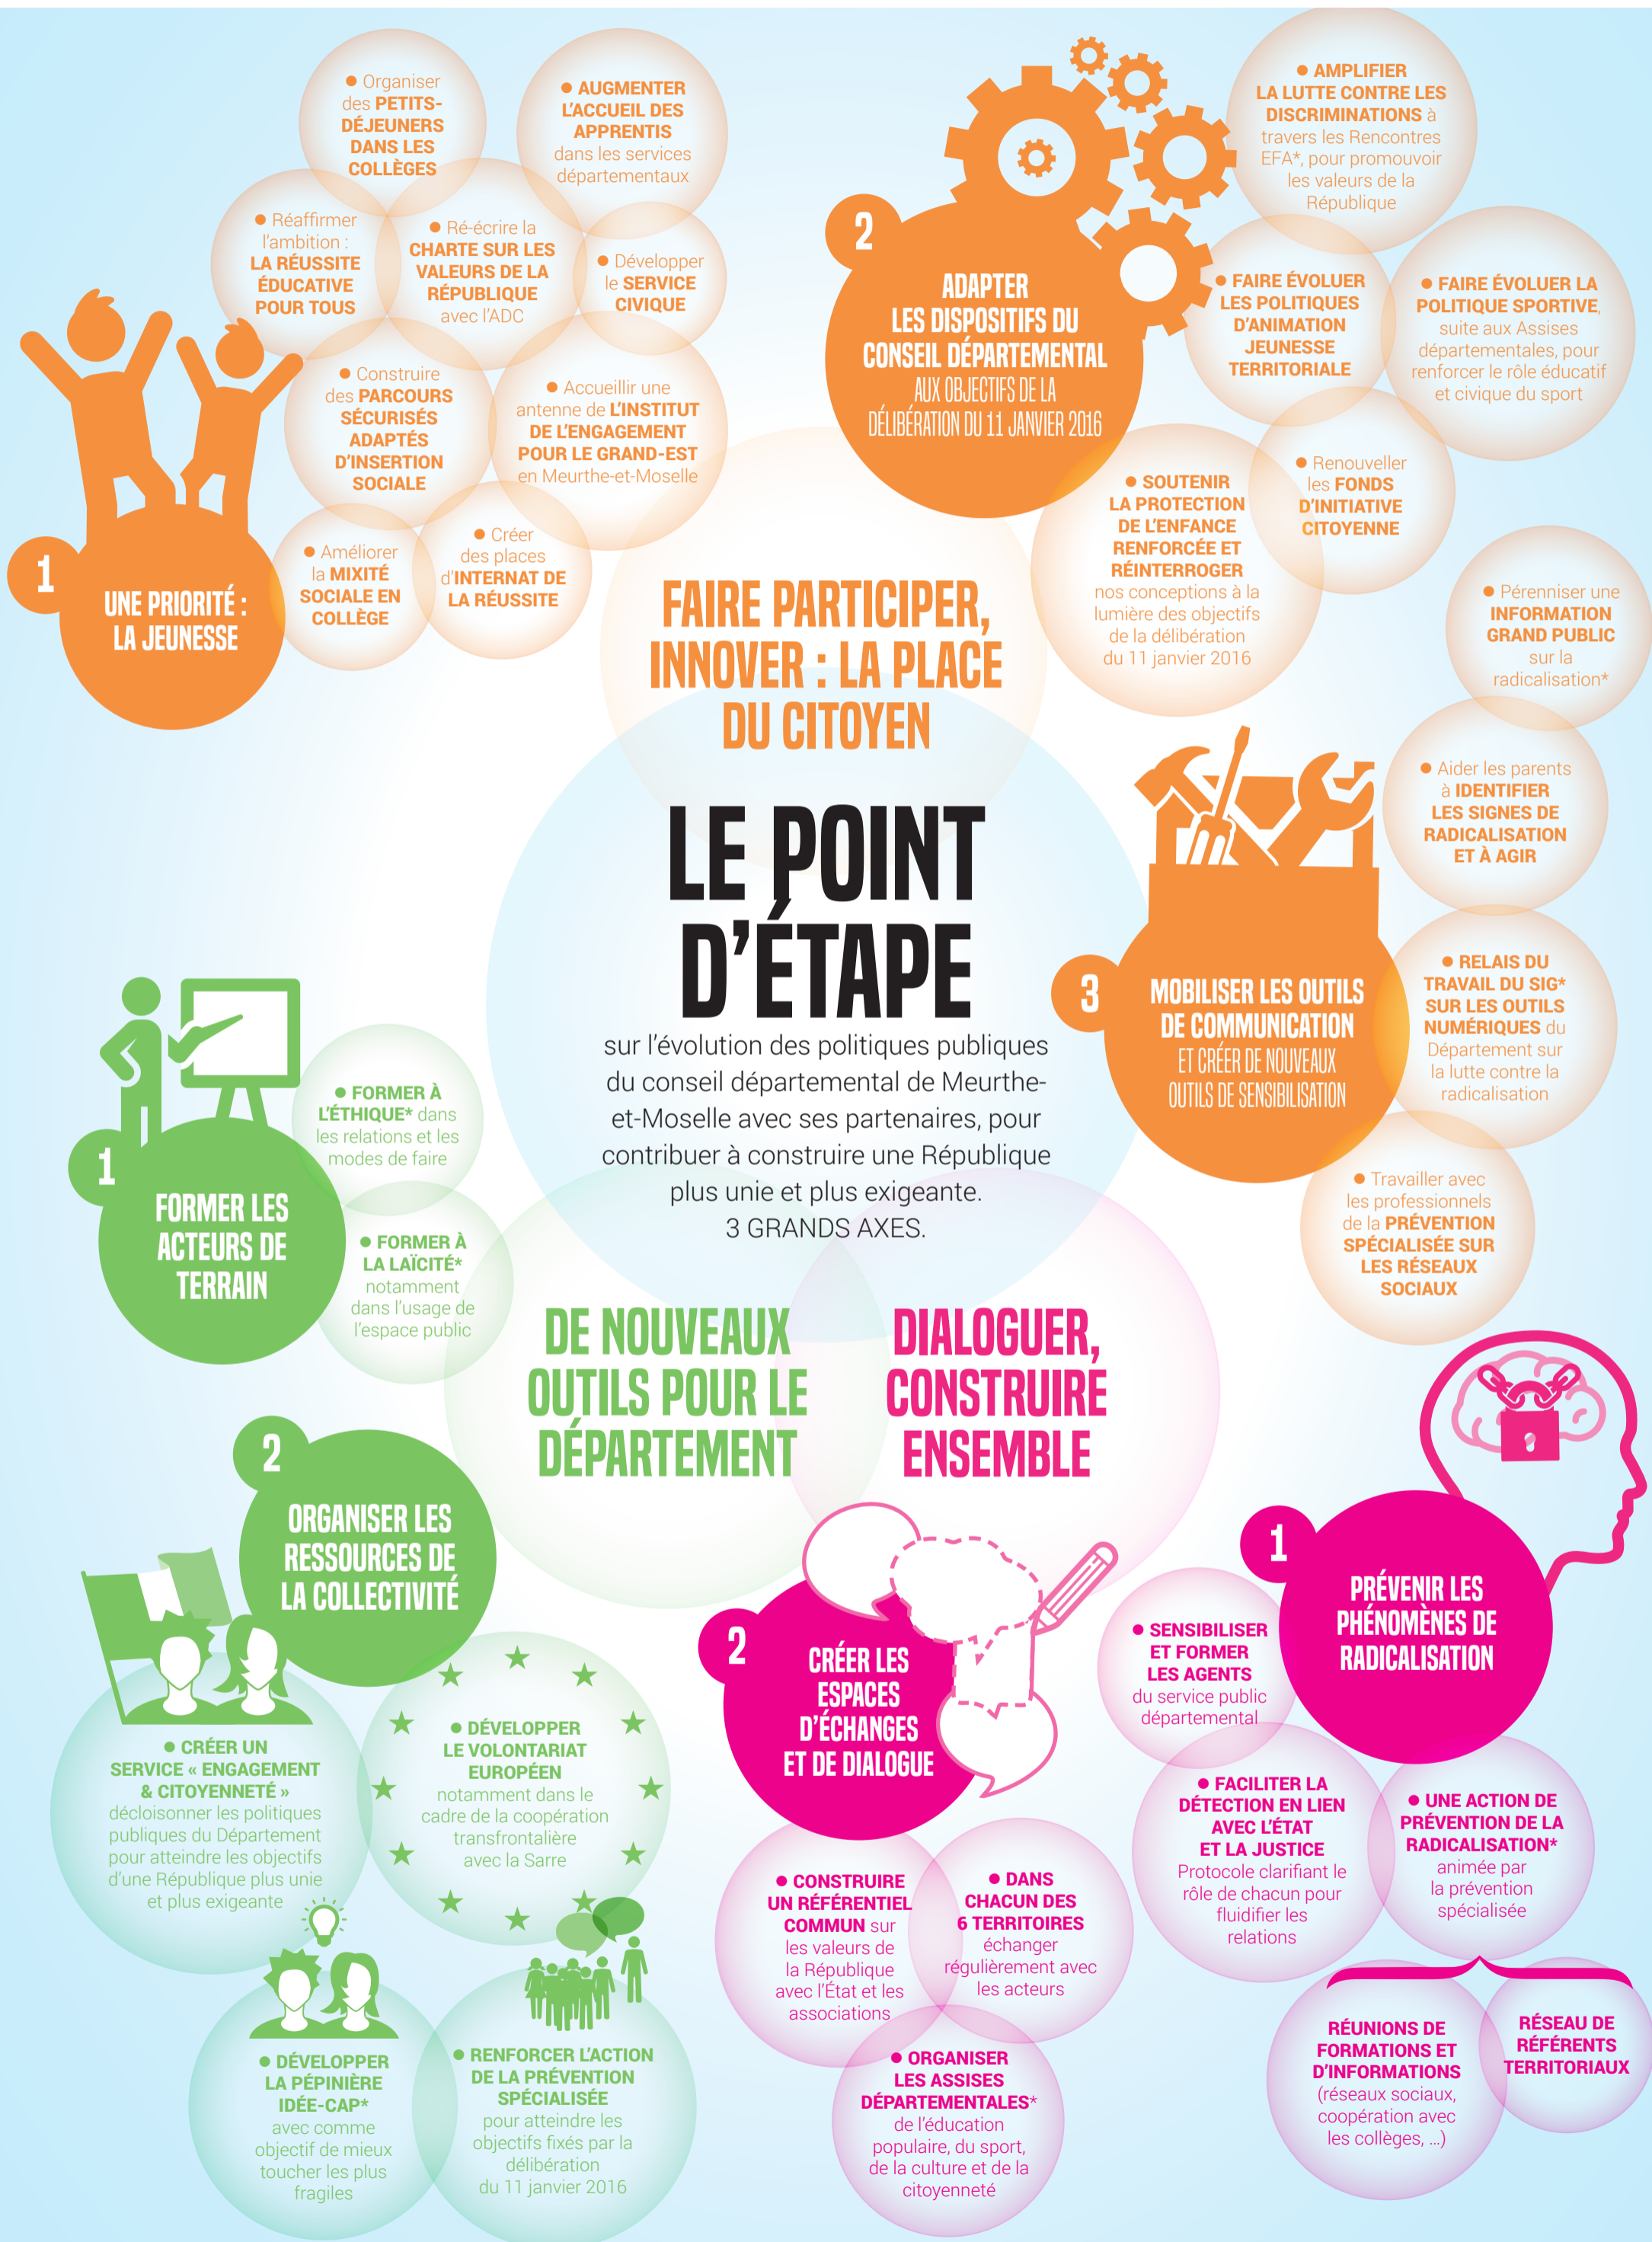 LE POINT
D'ÉTAPE
sur l'évolution des politiques publiques
du conseil départemental de Meurthe-
et-Moselle avec ses partenaires, pour
contribuer à construire une République
plus unie et plus exigeante.
3 GRANDS AXES.
FAIRE PARTICIPER,
INNOVER : LA PLACE
DU CITOYEN
1
UNE PRIORITÉ :
LA JEUNESSE
● Organiser
des PETITS-
DÉJEUNERS
DANS LES
COLLÈGES
● AUGMENTER
L'ACCUEIL DES
APPRENTIS
dans les services
départementaux
● Réaffirmer
l'ambition :
LA RÉUSSITE
ÉDUCATIVE
POUR TOUS
● Ré-écrire la
CHARTE SUR LES
VALEURS DE LA
RÉPUBLIQUE
avec l'ADC
● Développer
le SERVICE
CIVIQUE
● Construire
des PARCOURS
SÉCURISÉS
ADAPTÉS
D'INSERTION
SOCIALE
● Accueillir une
antenne de L'INSTITUT
DE L'ENGAGEMENT
POUR LE GRAND-EST
en Meurthe-et-Moselle
● Améliorer
la MIXITÉ
SOCIALE EN
COLLÈGE
● Créer
des places
d'INTERNAT DE
LA RÉUSSITE
2
ADAPTER
LES DISPOSITIFS DU
CONSEIL DÉPARTEMENTAL
AUX OBJECTIFS DE LA
DÉLIBÉRATION DU 11 JANVIER 2016
● AMPLIFIER
LA LUTTE CONTRE LES
DISCRIMINATIONS à
travers les Rencontres
EFA*, pour promouvoir
les valeurs de la
République
● FAIRE ÉVOLUER
LES POLITIQUES
D'ANIMATION
JEUNESSE
TERRITORIALE
● FAIRE ÉVOLUER LA
POLITIQUE SPORTIVE,
suite aux Assises
départementales, pour
renforcer le rôle éducatif
et civique du sport
● SOUTENIR
LA PROTECTION
DE L'ENFANCE
RENFORCÉE ET
RÉINTERROGER
nos conceptions à la
lumière des objectifs
de la délibération
du 11 janvier 2016
● Renouveller
les FONDS
D'INITIATIVE
CITOYENNE
3
MOBILISER LES OUTILS
DE COMMUNICATION
ET CRÉER DE NOUVEAUX
OUTILS DE SENSIBILISATION
● Pérenniser une
INFORMATION
GRAND PUBLIC
sur la
radicalisation*
● Aider les parents
à IDENTIFIER
LES SIGNES DE
RADICALISATION
ET À AGIR
● RELAIS DU
TRAVAIL DU SIG*
SUR LES OUTILS
NUMÉRIQUES du
Département sur
la lutte contre la
radicalisation
● Travailler avec
les professionnels
de la PRÉVENTION
SPÉCIALISÉE SUR
LES RÉSEAUX
SOCIAUX
DE NOUVEAUX
OUTILS POUR LE
DÉPARTEMENT
1
FORMER LES
ACTEURS DE
TERRAIN
● FORMER À
L'ÉTHIQUE* dans
les relations et les
modes de faire
● FORMER À
LA LAÏCITÉ*
notamment
dans l'usage de
l'espace public
2
ORGANISER LES
RESSOURCES DE
LA COLLECTIVITÉ
● CRÉER UN
SERVICE « ENGAGEMENT
& CITOYENNETÉ »
décloisonner les politiques
publiques du Département
pour atteindre les objectifs
d'une République plus unie
et plus exigeante
● DÉVELOPPER
LE VOLONTARIAT
EUROPÉEN
notamment dans le
cadre de la coopération
transfrontalière
avec la Sarre
● DÉVELOPPER
LA PÉPINIÈRE
IDÉE-CAP*
avec comme
objectif de mieux
toucher les plus
fragiles
● RENFORCER L'ACTION
DE LA PRÉVENTION
SPÉCIALISÉE
pour atteindre les
objectifs fixés par la
délibération
du 11 janvier 2016
DIALOGUER,
CONSTRUIRE
ENSEMBLE
1
PRÉVENIR LES
PHÉNOMÈNES DE
RADICALISATION
● SENSIBILISER
ET FORMER
LES AGENTS
du service public
départemental
● FACILITER LA
DÉTECTION EN LIEN
AVEC L'ÉTAT
ET LA JUSTICE
Protocole clarifiant le
rôle de chacun pour
fluidifier les
relations
● UNE ACTION DE
PRÉVENTION DE LA
RADICALISATION*
animée par
la prévention
spécialisée
RÉUNIONS DE
FORMATIONS ET
D'INFORMATIONS
(réseaux sociaux,
coopération avec
les collèges, ...)
RÉSEAU DE
RÉFÉRENTS
TERRITORIAUX
2
CRÉER LES
ESPACES
D'ÉCHANGES
ET DE DIALOGUE
● CONSTRUIRE
UN RÉFÉRENTIEL
COMMUN sur
les valeurs de
la République
avec l'État et les
associations
● DANS
CHACUN DES
6 TERRITOIRES
échanger
régulièrement avec
les acteurs
● ORGANISER
LES ASSISES
DÉPARTEMENTALES*
de l'éducation
populaire, du sport,
de la culture et de la
citoyenneté